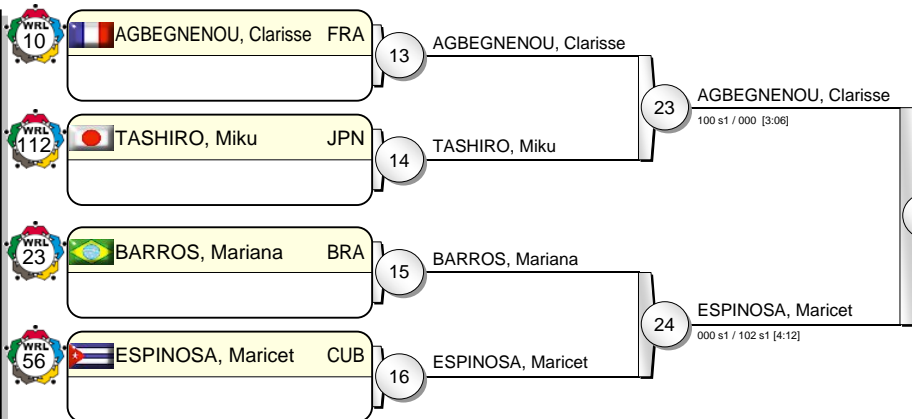 WRL
10
AGBEGNENOU, Clarisse FRA
13
AGBEGNENOU, Clarisse
23
AGBEGNENOU, Clarisse
100 s1 / 000 [3:06]
WRL
112
TASHIRO, Miku JPN
14
TASHIRO, Miku
WRL
23
BARROS, Mariana BRA
15
BARROS, Mariana
24
ESPINOSA, Maricet
000 s1 / 102 s1 [4:12]
WRL
56
ESPINOSA, Maricet CUB
16
ESPINOSA, Maricet